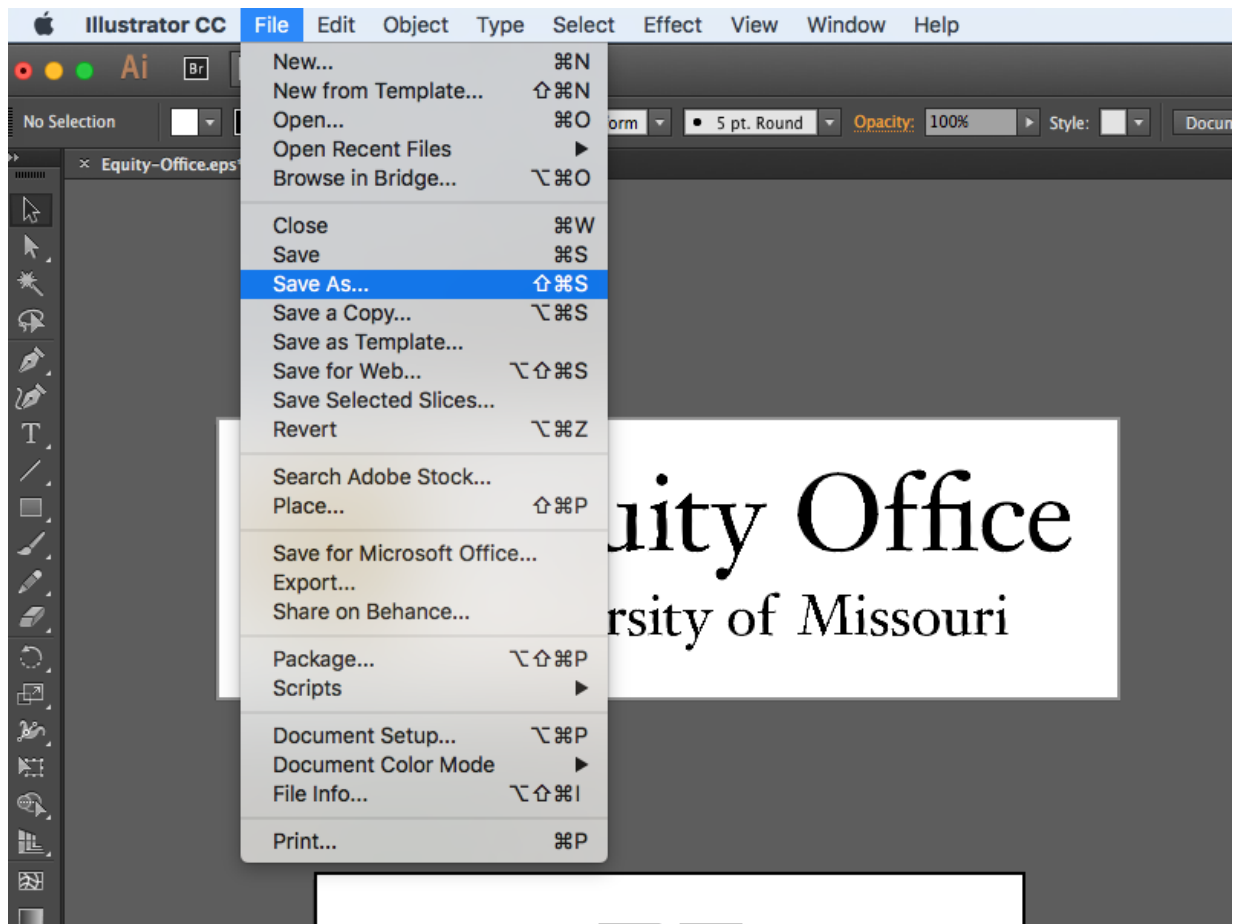 Illustrator CC File Edit Object Type Select Effect View Window Help
Ai Br
No Selection
orm 5 pt. Round Opacity: 100% Style: Docum
× Equity-Office.eps*
New... ⌘N
New from Template... ⇧⌘N
Open... ⌘O
Open Recent Files ▶
Browse in Bridge... ⌥⌘O
Close ⌘W
Save ⌘S
Save As... ⇧⌘S
Save a Copy... ⌥⌘S
Save as Template...
Save for Web... ⌥⇧⌘S
Save Selected Slices...
Revert ⌥⌘Z
Search Adobe Stock...
Place... ⇧⌘P
Save for Microsoft Office...
Export...
Share on Behance...
Package... ⌥⇧⌘P
Scripts ▶
Document Setup... ⌥⌘P
Document Color Mode ▶
File Info... ⌥⇧⌘I
Print... ⌘P
uity Office
rsity of Missouri